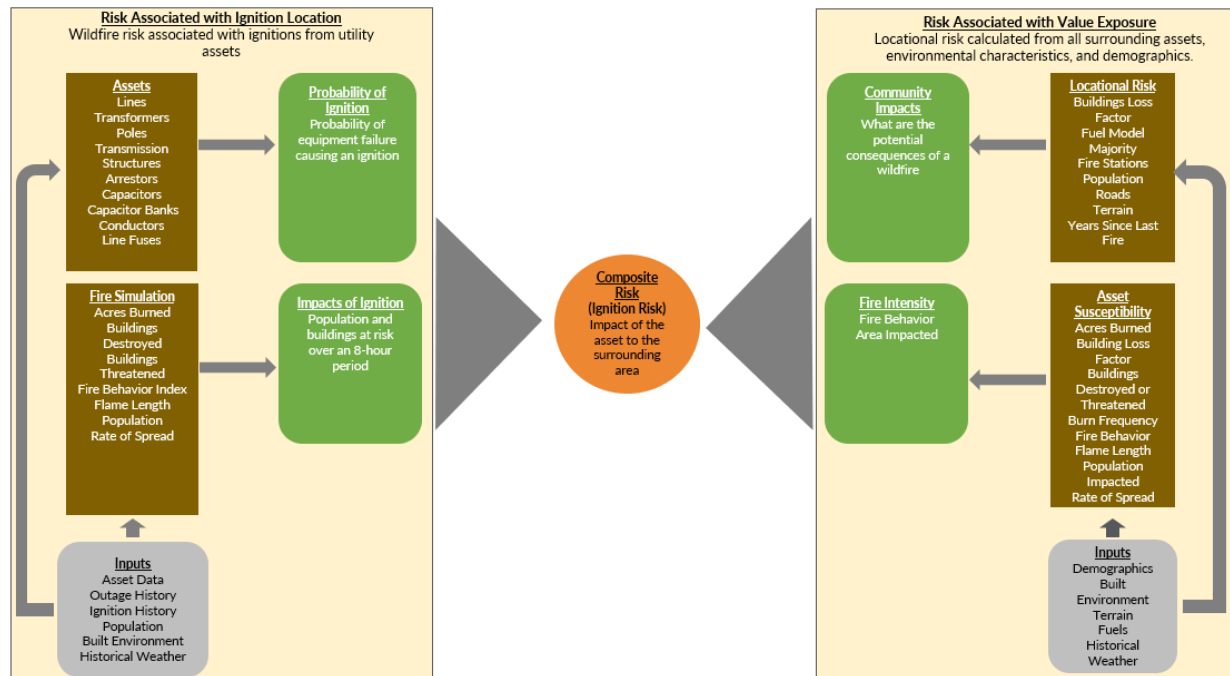 Risk Associated with Ignition Location
Wildfire risk associated with ignitions from utility
assets
Assets
Lines
Transformers
Poles
Transmission
Structures
Arrestors
Capacitors
Capacitor Banks
Conductors
Line Fuses
Probability of
Ignition
Probability of
equipment failure
causing an ignition
Fire Simulation
Acres Burned
Buildings
Destroyed
Buildings
Threatened
Fire Behavior Index
Flame Length
Population
Rate of Spread
Impacts of Ignition
Population and
buildings at risk
over an 8-hour
period
Inputs
Asset Data
Outage History
Ignition History
Population
Built Environment
Historical Weather
Composite
Risk
(Ignition Risk)
Impact of the
asset to the
surrounding
area
Risk Associated with Value Exposure
Locational risk calculated from all surrounding assets,
environmental characteristics, and demographics.
Community
Impacts
What are the
potential
consequences of a
wildfire
Locational Risk
Buildings Loss
Factor
Fuel Model
Majority
Fire Stations
Population
Roads
Terrain
Years Since Last
Fire
Fire Intensity
Fire Behavior
Area Impacted
Asset
Susceptibility
Acres Burned
Building Loss
Factor
Buildings
Destroyed or
Threatened
Burn Frequency
Fire Behavior
Flame Length
Population
Impacted
Rate of Spread
Inputs
Demographics
Built
Environment
Terrain
Fuels
Historical
Weather